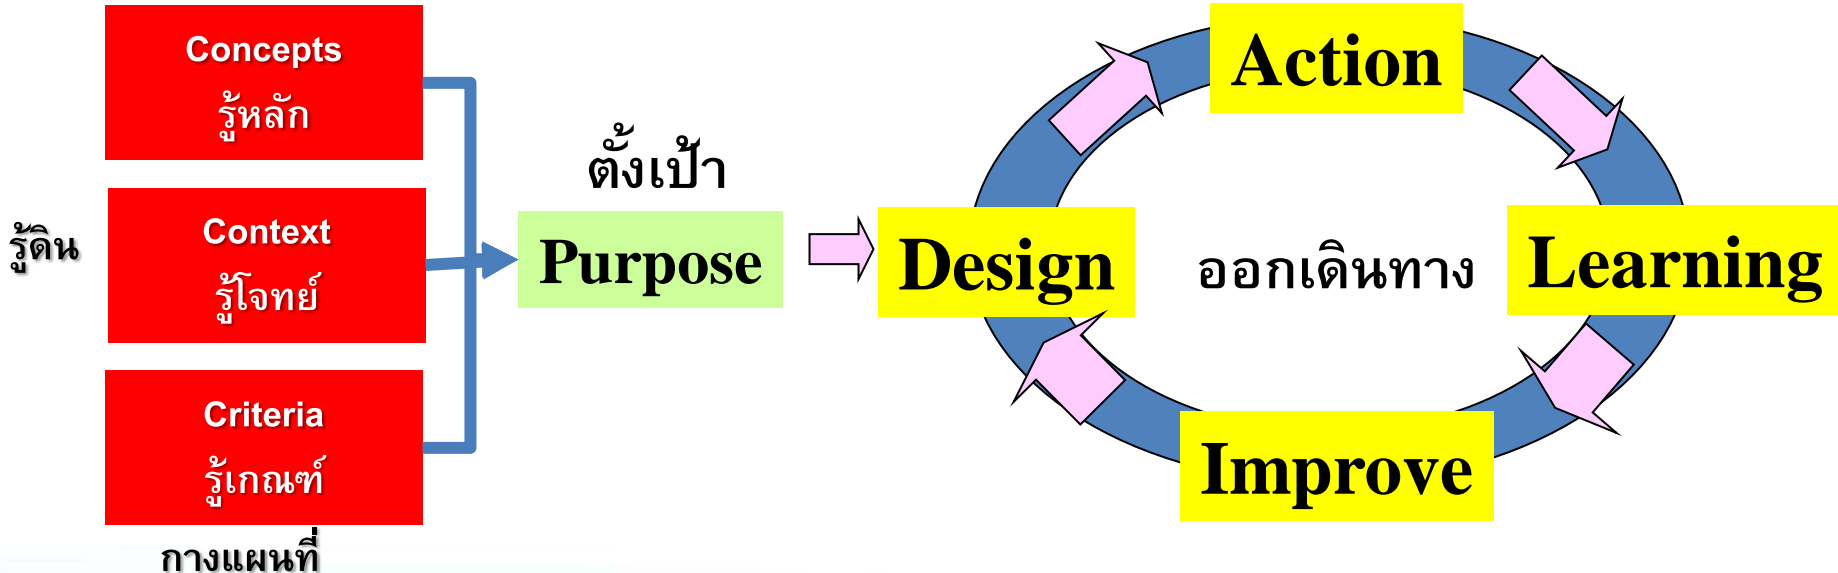 Concepts
รู้หลัก
รู้ดิน
Context
รู้โจทย์
Criteria
รู้เกณฑ์
กางแผนที่
ตั้งเป้า
Purpose
Design
Action
ออกเดินทาง
Learning
Improve